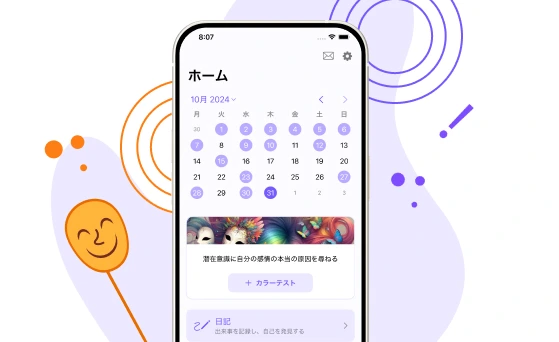 8:07
ホーム
10月 2024
月 火 水 木 金 土 日
30 1 2 3 4 5 6
7 8 9 10 11 12 13
14 15 16 17 18 19 20
21 22 23 24 25 26 27
28 29 30 31 1 2 3
潜在意識に自分の感情の本当の原因を尋ねる
+ カラーテスト
日記
出来事を記録し、自己を発見する